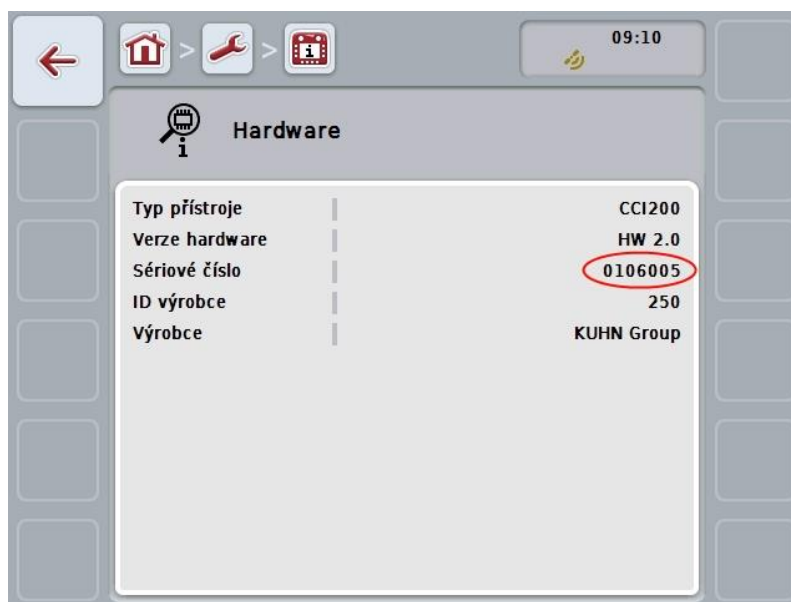 09:10
Hardware
Typ přístroje CCI200
Verze hardware HW 2.0
Sériové číslo 0106005
ID výrobce 250
Výrobce KUHN Group